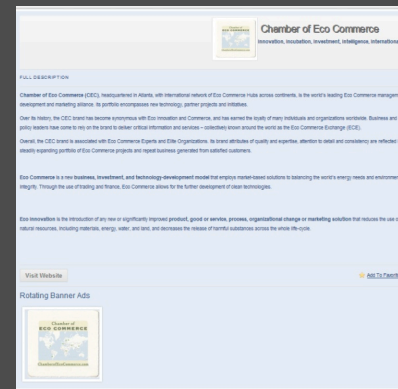 Chamber of ECO COMMERCE
Chamber of Eco Commerce
Innovation, Incubation, Investment, Intelligence, internationa
FULL DESCRIPTION
Chamber of Eco Commerce (CEC), headquartered in Atlanta, with international network of Eco Commerce Hubs across continents, is the world's leading Eco Commerce managem
development and marketing alliance. Its portfolio encompasses new technology, partner projects and initiatives.
Over its history, the CEC brand has become synonymous with Eco Innovation and Commerce, and has earned the loyalty of many individuals and organizations worldwide. Business and
policy leaders have come to rely on the brand to deliver critical information and services – collectively known around the world as the Eco Commerce Exchange (ECE).
Overall, the CEC brand is associated with Eco Commerce Experts and Elite Organizations. Its brand attributes of quality and expertise, attention to detail and consistency are reflected
steadily expanding portfolio of Eco Commerce projects and repeat business generated from satisfied customers.
Eco Commerce is a new business, investment, and technology-development model that employs market-based solutions to balancing the world's energy needs and environmen
integrity. Through the use of trading and finance, Eco Commerce allows for the further development of clean technologies.
Eco Innovation is the introduction of any new or significantly improved product, good or service, process, organizational change or marketing solution that reduces the use o
natural resources, including materials, energy, water, and land, and decreases the release of harmful substances across the whole life-cycle.
Visit Website
Add To Favorit
Rotating Banner Ads
Chamber of
ECO COMMERCE
ChamberofEcoCommerce.com